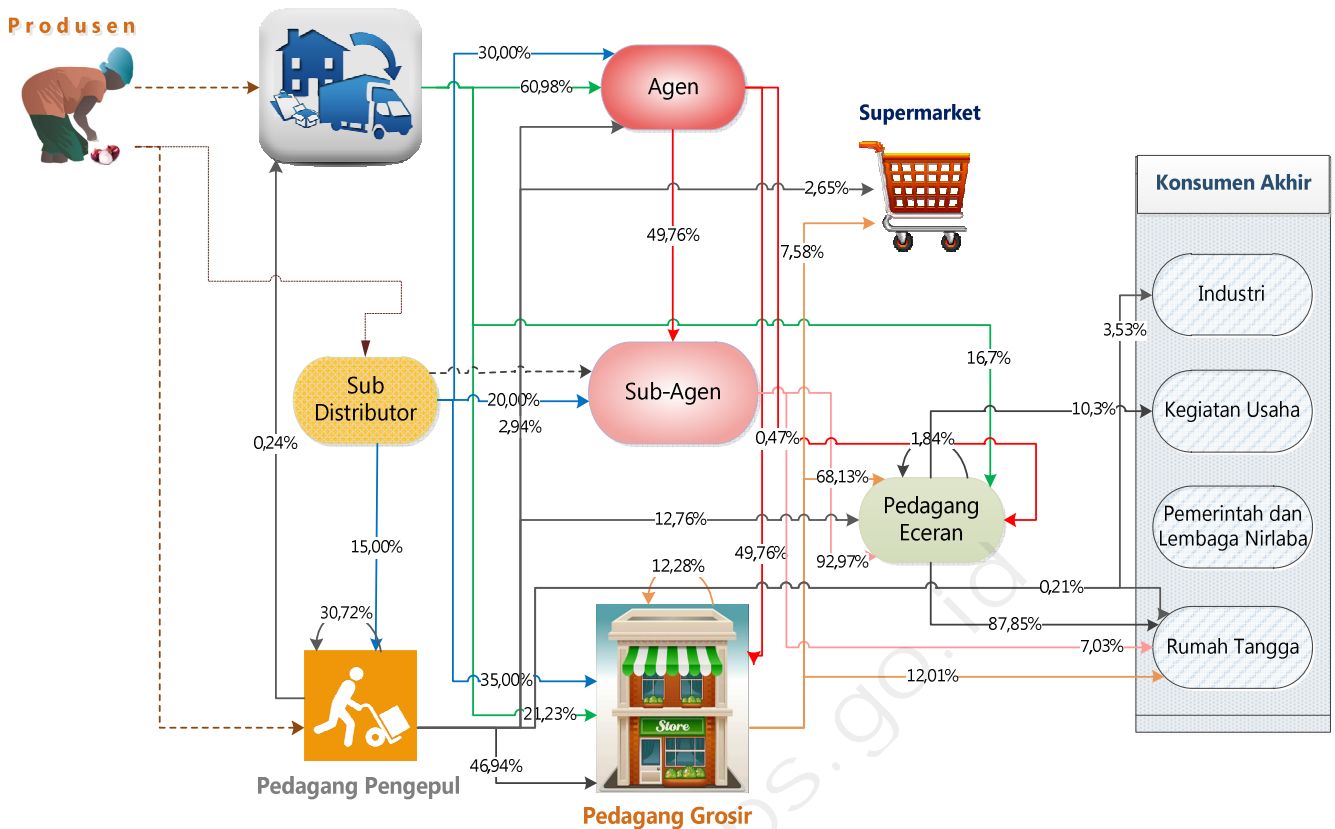 Produsen
30,00%
60,98%
Agen
Supermarket
2,65%
Konsumen Akhir
49,76%
7,58%
Industri
3,53%
16,7%
Sub
Distributor
Sub-Agen
20,00%
2,94%
Kegiatan Usaha
10,3%
0,24%
0,47%
1,84%
68,13%
Pedagang
Eceran
12,76%
Pemerintah dan
Lembaga Nirlaba
15,00%
49,76%
92,97%
12,28%
0,21%
30,72%
87,85%
7,03%
Rumah Tangga
12,01%
35,00%
21,23%
Store
46,94%
Pedagang Pengepul
Pedagang Grosir
bps.go.id